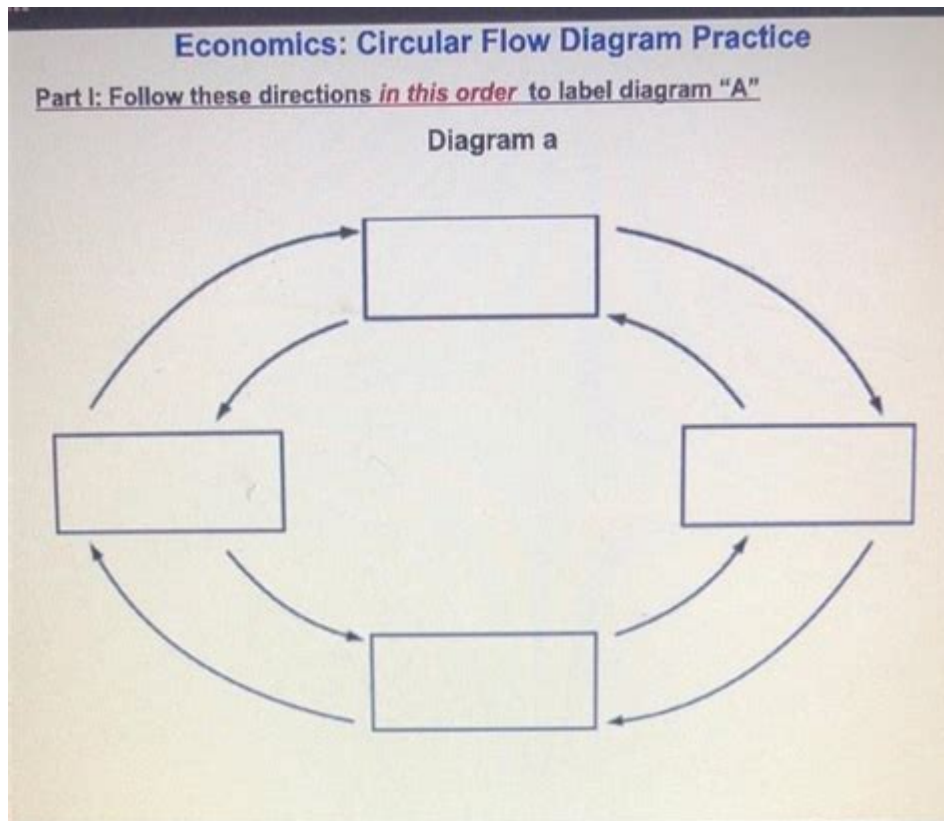 Economics: Circular Flow Diagram Practice
Part I: Follow these directions in this order to label diagram “A”
Diagram a